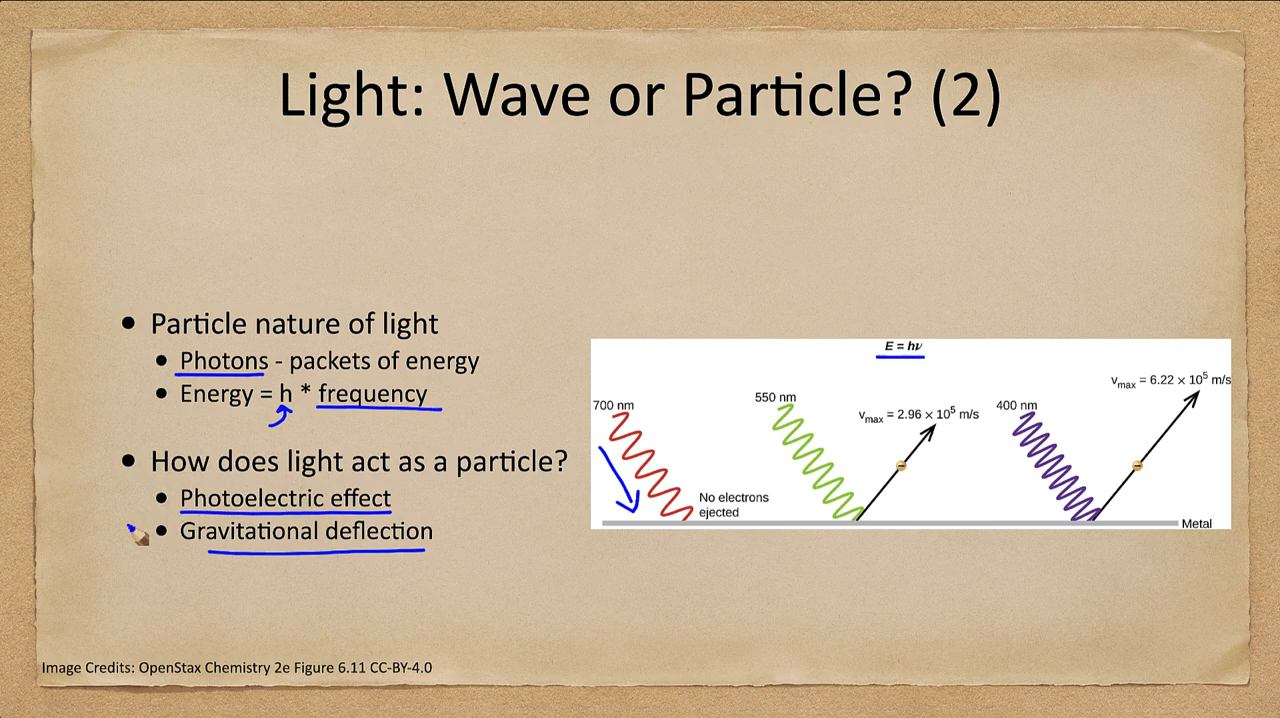 Light: Wave or Particle? (2)
• Particle nature of light
• Photons - packets of energy
• Energy = h * frequency
• How does light act as a particle?
• Photoelectric effect
• Gravitational deflection
E = hν
700 nm
550 nm
400 nm
vmax = 2.96 × 10⁵ m/s
vmax = 6.22 × 10⁵ m/s
No electrons
ejected
Metal
Image Credits: OpenStax Chemistry 2e Figure 6.11 CC-BY-4.0